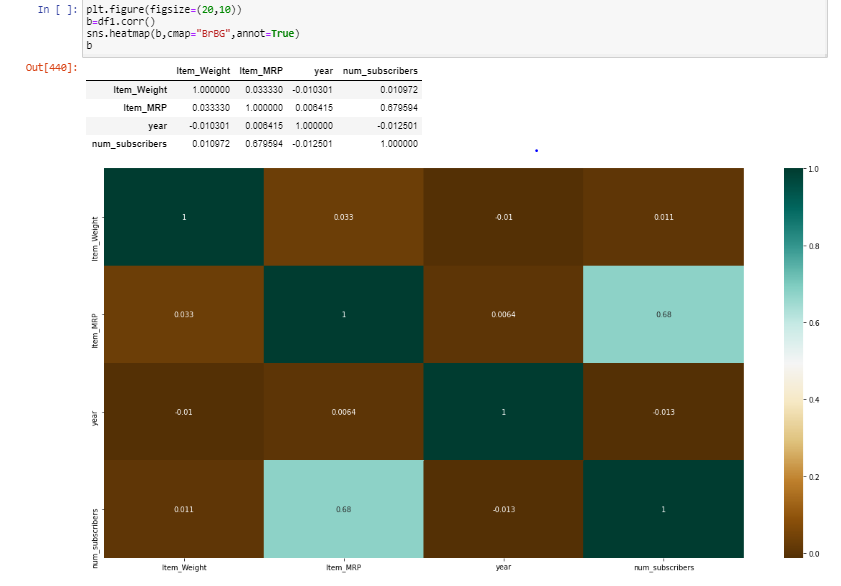 In [ ]: plt.figure(figsize=(20,10))
b=df1.corr()
sns.heatmap(b,cmap="BrBG",annot=True)
b
Out[440]:
Item_Weight Item_MRP year num_subscribers
Item_Weight 1.000000 0.033330 -0.010301 0.010972
Item_MRP 0.033330 1.000000 0.006415 0.679594
year -0.010301 0.006415 1.000000 -0.012501
num_subscribers 0.010972 0.679594 -0.012501 1.000000
Item_Weight 1 0.033 -0.01 0.011
Item_MRP 0.033 1 0.0064 0.68
year -0.01 0.0064 1 -0.013
num_subscribers 0.011 0.68 -0.013 1
Item_Weight Item_MRP year num_subscribers
1.0
0.8
0.6
0.4
0.2
0.0